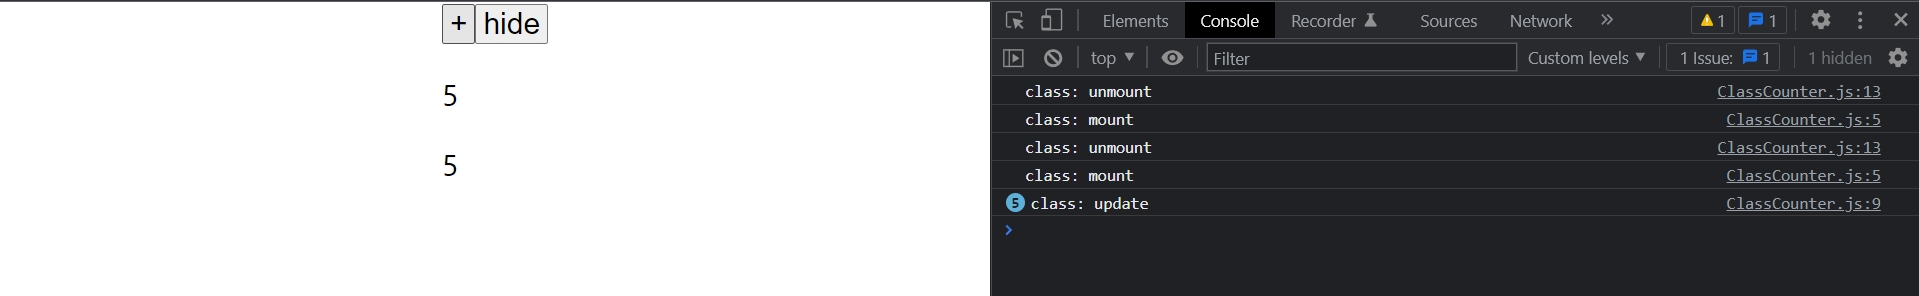 + hide
5
5
Elements Console Recorder Sources Network » 1 1
top ▼ Filter Custom levels ▼ 1 Issue: 1 1 hidden
class: unmount ClassCounter.js:13
class: mount ClassCounter.js:5
class: unmount ClassCounter.js:13
class: mount ClassCounter.js:5
5 class: update ClassCounter.js:9
›